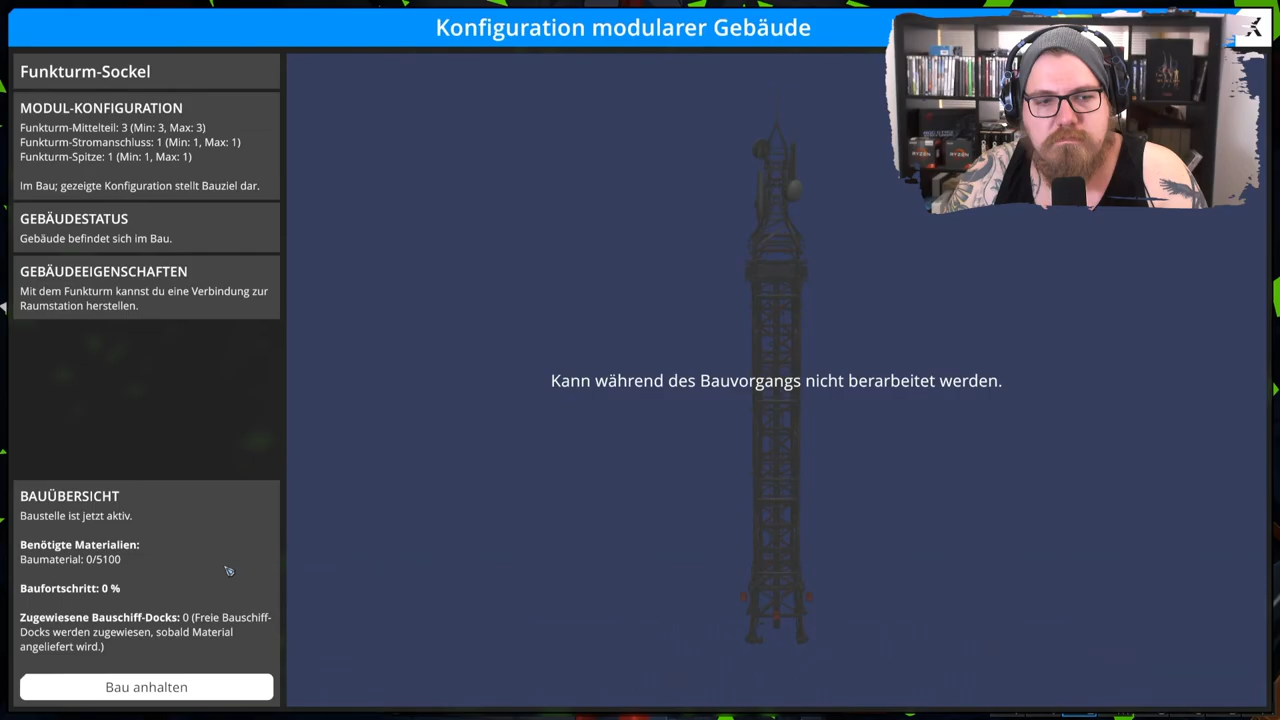 Konfiguration modularer Gebäude
Funkturm-Sockel
MODUL-KONFIGURATION
Funkturm-Mittelteil: 3 (Min: 3, Max: 3)
Funkturm-Stromanschluss: 1 (Min: 1, Max: 1)
Funkturm-Spitze: 1 (Min: 1, Max: 1)
Im Bau; gezeigte Konfiguration stellt Bauziel dar.
GEBÄUDESTATUS
Gebäude befindet sich im Bau.
GEBÄUDEEIGENSCHAFTEN
Mit dem Funkturm kannst du eine Verbindung zur
Raumstation herstellen.
Kann während des Bauvorgangs nicht berarbeitet werden.
BAUÜBERSICHT
Baustelle ist jetzt aktiv.
Benötigte Materialien:
Baumaterial: 0/5100
Baufortschritt: 0 %
Zugewiesene Bauschiff-Docks: 0 (Freie Bauschiff-
Docks werden zugewiesen, sobald Material
angeliefert wird.)
Bau anhalten
RYZEN
RYZEN